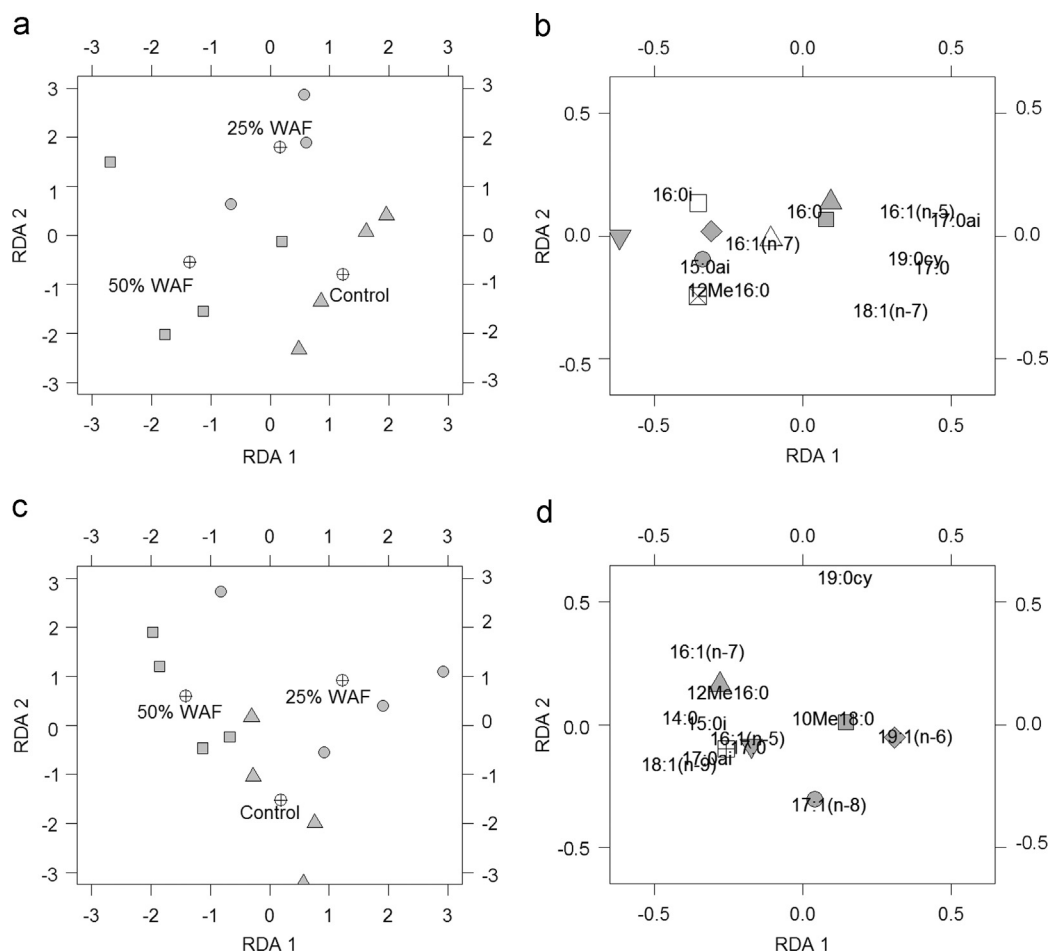 a
-3 -2 -1 0 1 2 3
3 3
25% WAF
2 2
1 1
RDA 2
0 0
50% WAF
Control
-1 -1
-2 -2
-3 -3
-3 -2 -1 0 1 2 3
RDA 1
b
-0.5 0.0 0.5
0.5 0.5
16:0i
16:0
16:1(n-5)
17:0ai
RDA 2
0.0 0.0
16:1(n-7)
19:0cy
15:0ai
17:0
12Me16:0
18:1(n-7)
-0.5 -0.5
-0.5 0.0 0.5
RDA 1
c
-3 -2 -1 0 1 2 3
3 3
2 2
1 1
25% WAF
50% WAF
RDA 2
0 0
-1 -1
Control
-2 -2
-3 -3
-3 -2 -1 0 1 2 3
RDA 1
d
-0.5 0.0 0.5
19:0cy
0.5 0.5
16:1(n-7)
12Me16:0
14:0
15:0i
10Me18:0
RDA 2
0.0 0.0
16:1(n-5)
19:1(n-6)
17:0
17:0ai
18:1(n-9)
17:1(n-8)
-0.5 -0.5
-0.5 0.0 0.5
RDA 1